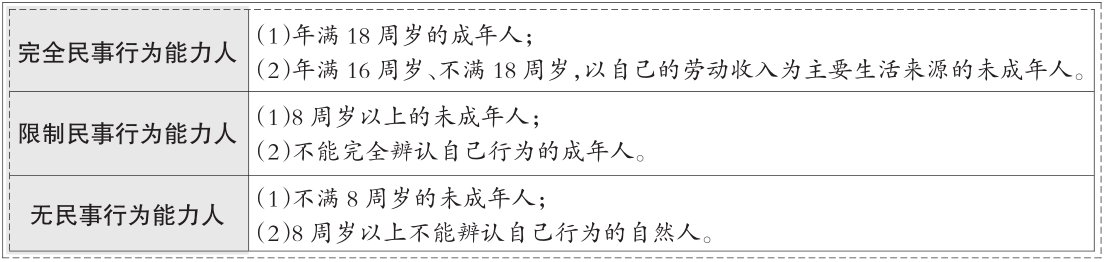 完全民事行为能力人
(1)年满 18 周岁的成年人;
(2)年满 16 周岁、不满 18 周岁,以自己的劳动收入为主要生活来源的未成年人。
限制民事行为能力人
(1)8 周岁以上的未成年人;
(2)不能完全辨认自己行为的成年人。
无民事行为能力人
(1)不满 8 周岁的未成年人;
(2)8 周岁以上不能辨认自己行为的自然人。